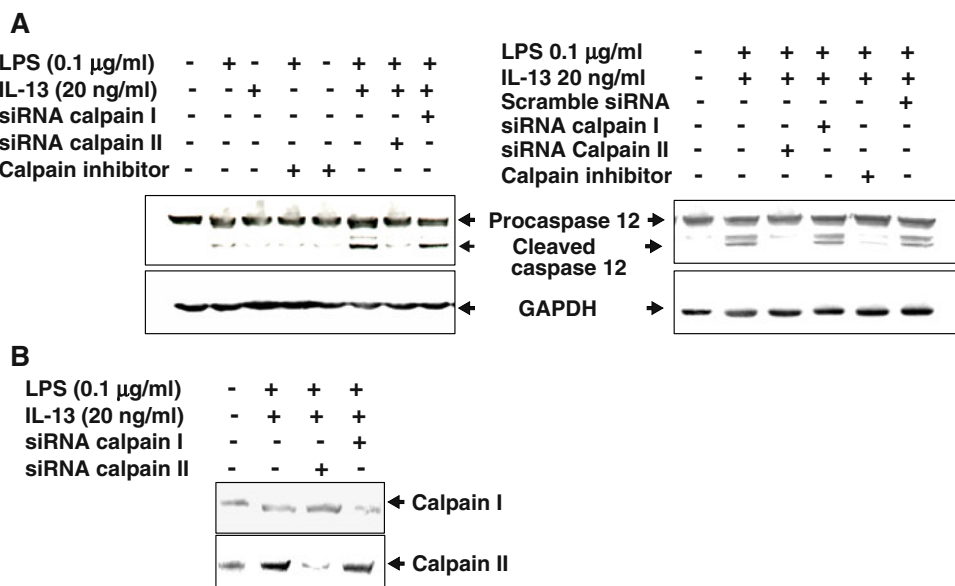 A
LPS (0.1 µg/ml) - + - + - + + +
IL-13 (20 ng/ml) - - + - - + + +
siRNA calpain I - - - - - - - +
siRNA calpain II - - - - - - + -
Calpain inhibitor - - - + + - - -
LPS 0.1 µg/ml - + + + + +
IL-13 20 ng/ml - + + + + +
Scramble siRNA - - - - - +
siRNA calpain I - - - + - -
siRNA Calpain II - - + - - -
Calpain inhibitor - - - - + -
Procaspase 12
Cleaved
caspase 12
GAPDH
B
LPS (0.1 µg/ml) - + + +
IL-13 (20 ng/ml) - + + +
siRNA calpain I - - - +
siRNA calpain II - - + -
Calpain I
Calpain II